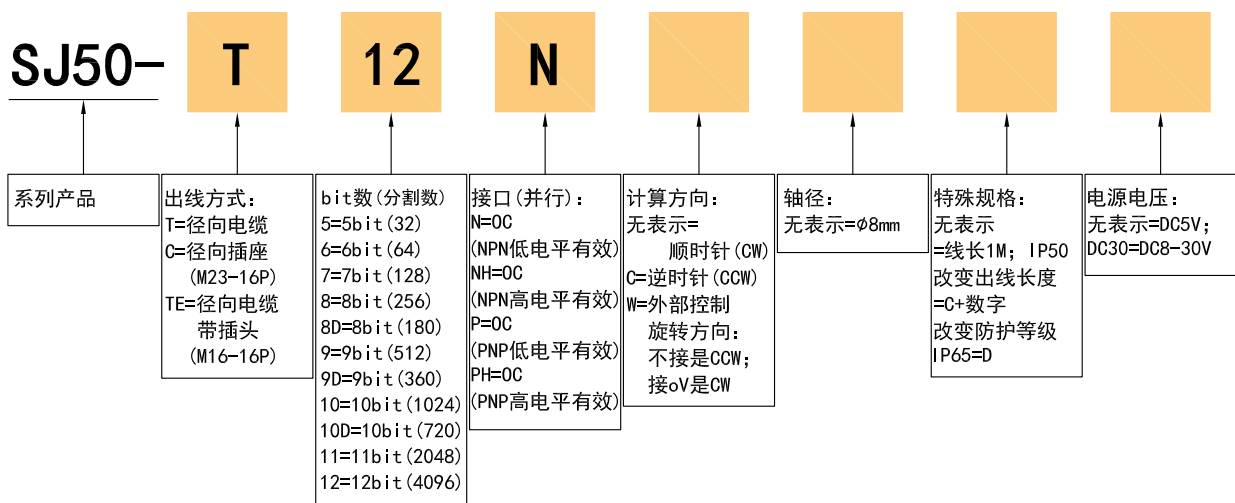 SJ50-
T
12
N
系列产品
出线方式:
T=径向电缆
C=径向插座
(M23-16P)
TE=径向电缆
带插头
(M16-16P)
bit数(分割数)
5=5bit(32)
6=6bit(64)
7=7bit(128)
8=8bit(256)
8D=8bit(180)
9=9bit(512)
9D=9bit(360)
10=10bit(1024)
10D=10bit(720)
11=11bit(2048)
12=12bit(4096)
接口(并行):
N=OC
(NPN低电平有效)
NH=OC
(NPN高电平有效)
P=OC
(PNP低电平有效)
PH=OC
(PNP高电平有效)
计算方向:
无表示=
顺时针(CW)
C=逆时针(CCW)
W=外部控制
旋转方向:
不接是CCW;
接oV是CW
轴径:
无表示=φ8mm
特殊规格:
无表示
=线长1M; IP50
改变出线长度
=C+数字
改变防护等级
IP65=D
电源电压:
无表示=DC5V;
DC30=DC8-30V